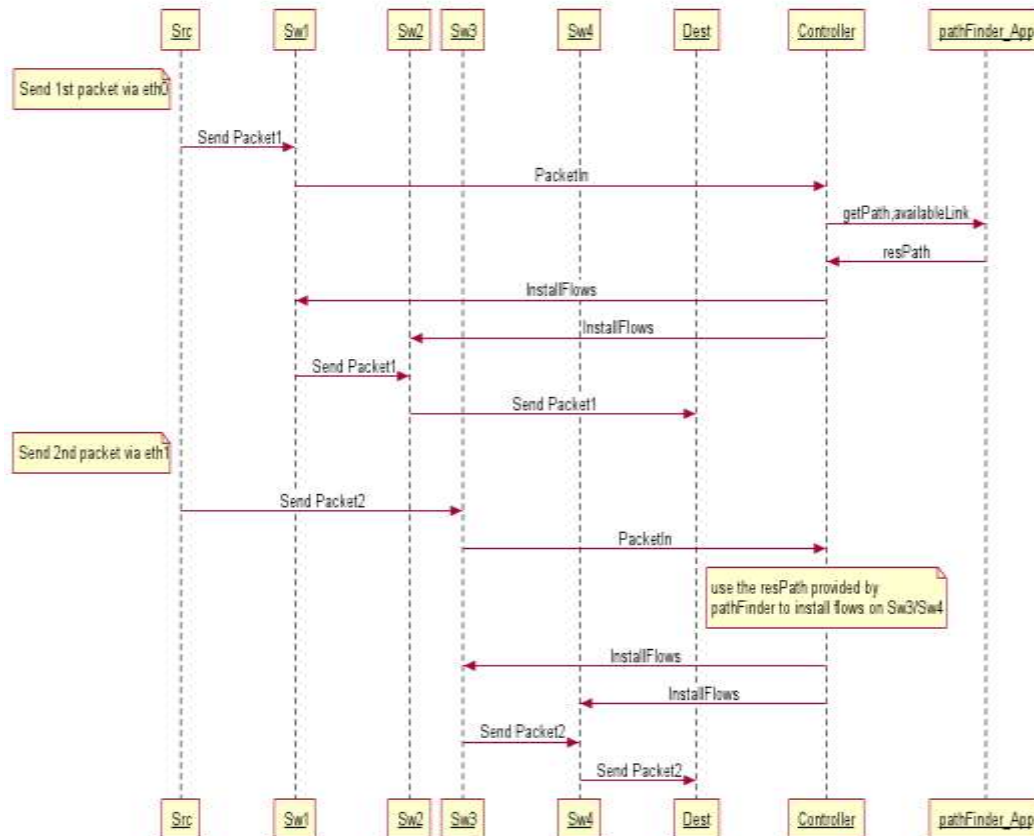 Src Sw1 Sw2 Sw3 Sw4 Dest Controller pathFinder_App
Send 1st packet via eth0
Send Packet1
PacketIn
getPath,availableLink
resPath
InstallFlows
InstallFlows
Send Packet1
Send Packet1
Send 2nd packet via eth1
Send Packet2
PacketIn
use the resPath provided by
pathFinder to install flows on Sw3/Sw4
InstallFlows
InstallFlows
Send Packet2
Send Packet2
Src Sw1 Sw2 Sw3 Sw4 Dest Controller pathFinder_App